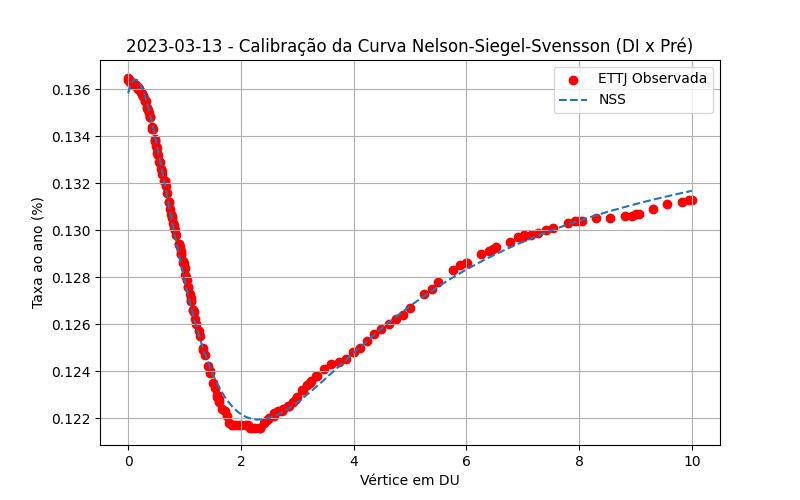 2023-03-13 - Calibração da Curva Nelson-Siegel-Svensson (DI x Pré)
ETTJ Observada
NSS
Taxa ao ano (%)
0.136
0.134
0.132
0.130
0.128
0.126
0.124
0.122
0 2 4 6 8 10
Vértice em DU